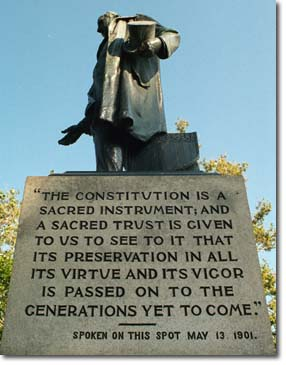 "THE CONSTITUTION IS A
SACRED INSTRUMENT; AND
A SACRED TRUST IS GIVEN
TO US TO SEE TO IT THAT
ITS PRESERVATION IN ALL
ITS VIRTUE AND ITS VIGOR
IS PASSED ON TO THE
GENERATIONS YET TO COME."
SPOKEN ON THIS SPOT MAY 13. 1901.